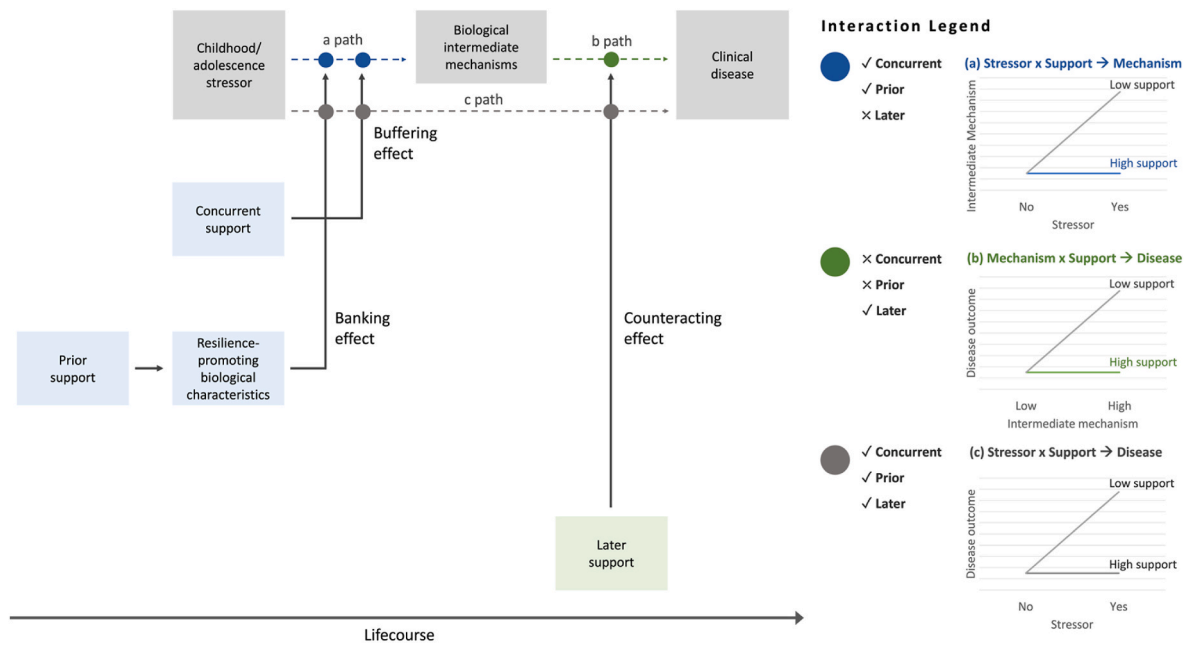 Childhood/
adolescence
stressor
a path
Biological
intermediate
mechanisms
b path
Clinical
disease
c path
Buffering
effect
Concurrent
support
Banking
effect
Counteracting
effect
Prior
support
Resilience-
promoting
biological
characteristics
Later
support
Lifecourse
Interaction Legend
✓ Concurrent
✓ Prior
× Later
(a) Stressor x Support → Mechanism
Intermediate Mechanism
Low support
High support
No Yes
Stressor
× Concurrent
× Prior
✓ Later
(b) Mechanism x Support → Disease
Disease outcome
Low support
High support
Low High
Intermediate mechanism
✓ Concurrent
✓ Prior
✓ Later
(c) Stressor x Support → Disease
Disease outcome
Low support
High support
No Yes
Stressor